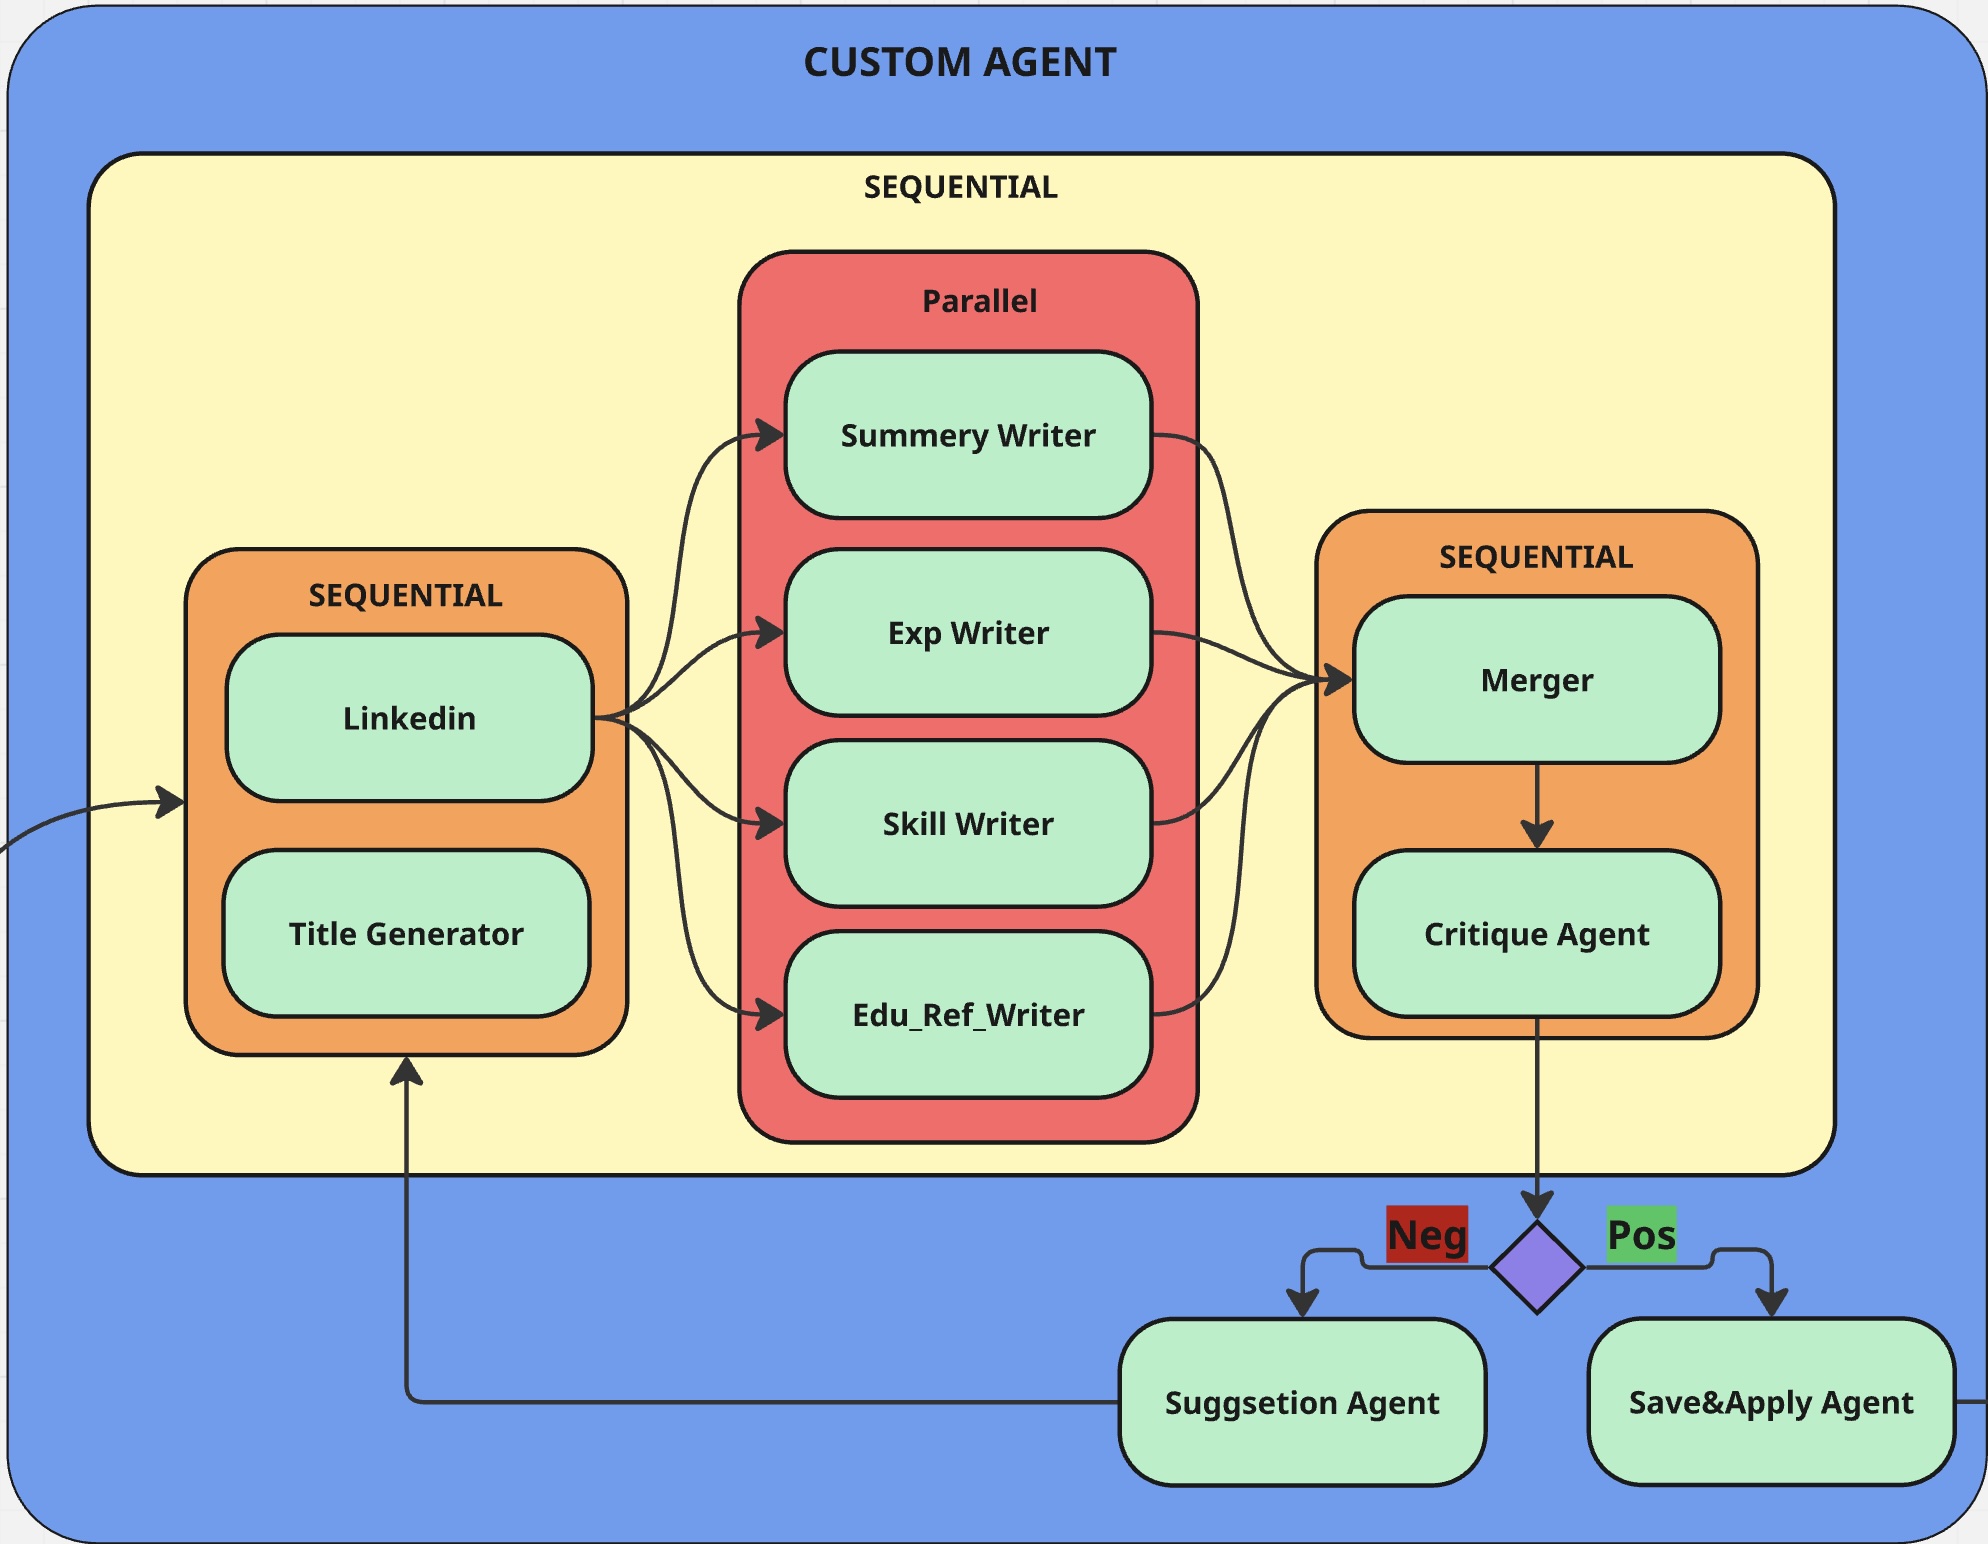 CUSTOM AGENT
SEQUENTIAL
SEQUENTIAL
Linkedin
Title Generator
Parallel
Summery Writer
Exp Writer
Skill Writer
Edu_Ref_Writer
SEQUENTIAL
Merger
Critique Agent
Neg
Pos
Suggsetion Agent
Save&Apply Agent